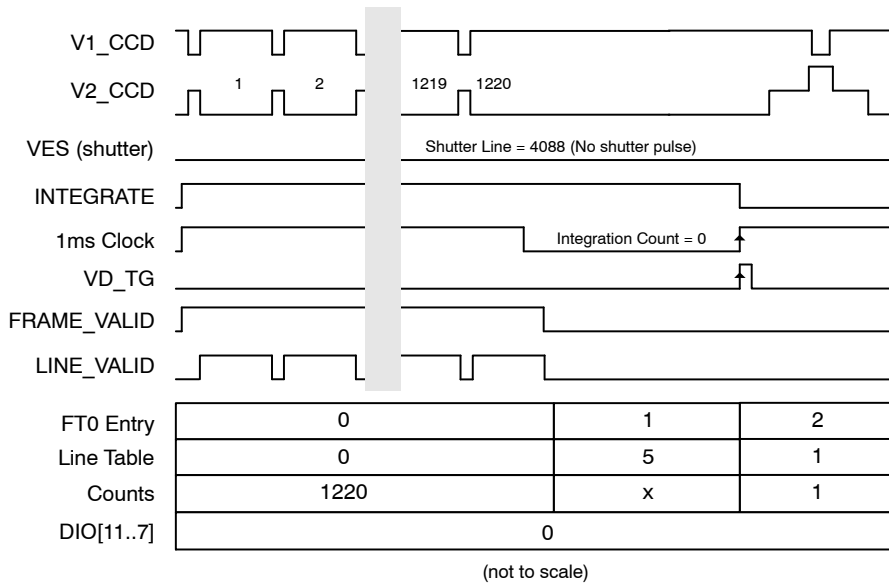 V1_CCD
V2_CCD 1 2 1219 1220
VES (shutter) Shutter Line = 4088 (No shutter pulse)
INTEGRATE
1ms Clock Integration Count = 0
VD_TG
FRAME_VALID
LINE_VALID
FT0 Entry 0 1 2
Line Table 0 5 1
Counts 1220 x 1
DIO[11..7] 0
(not to scale)